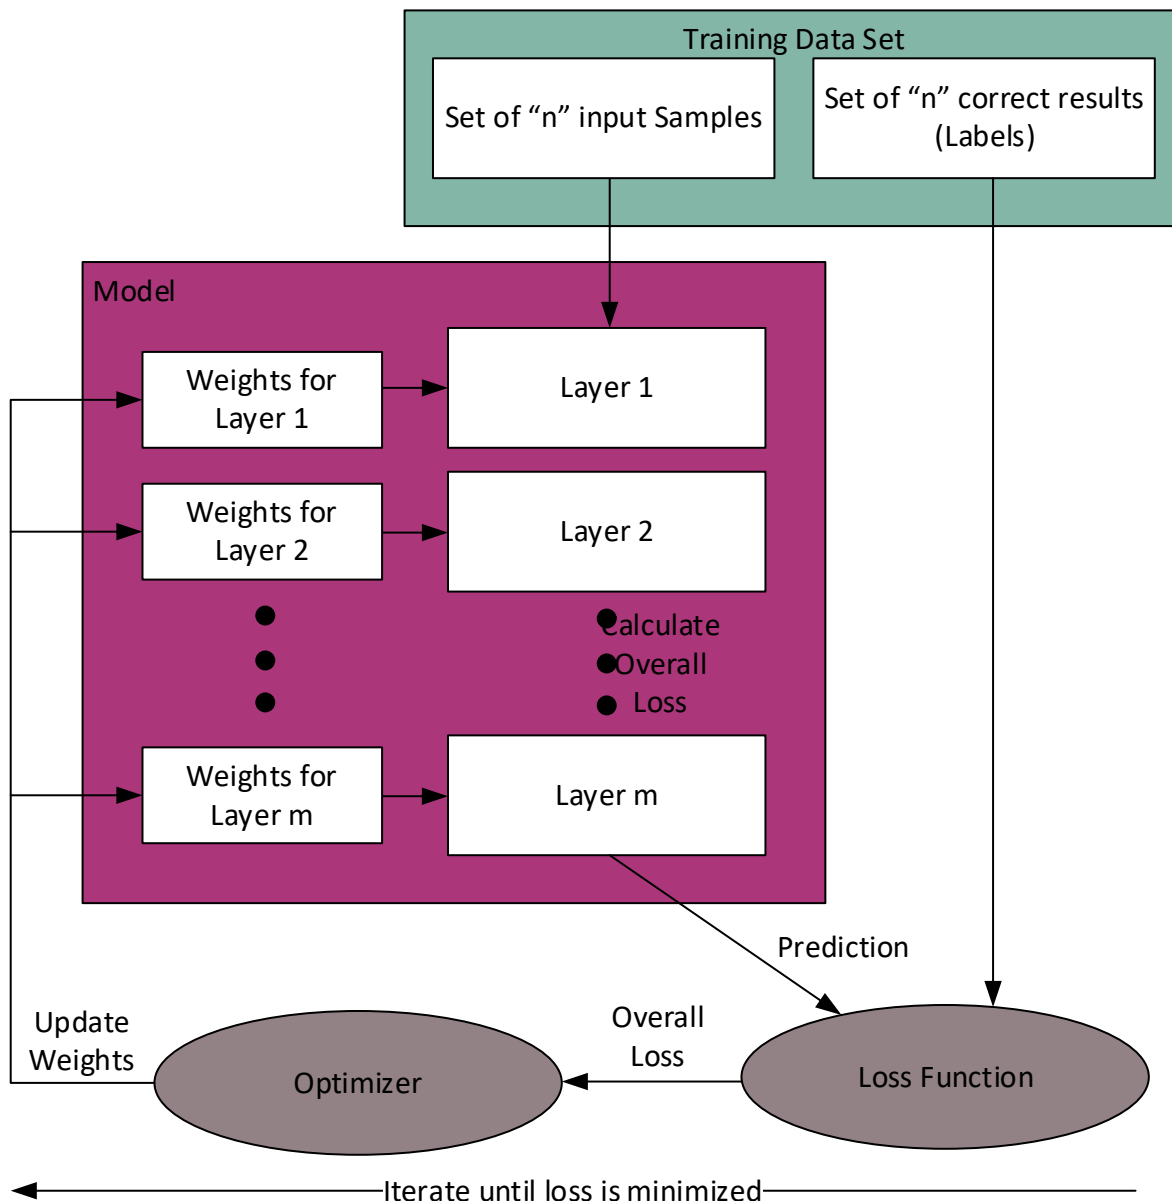 Training Data Set
Set of “n” input Samples
Set of “n” correct results
(Labels)
Model
Weights for
Layer 1
Layer 1
Weights for
Layer 2
Layer 2
Calculate
Overall
Loss
Weights for
Layer m
Layer m
Prediction
Update
Weights
Overall
Loss
Optimizer
Loss Function
Iterate until loss is minimized